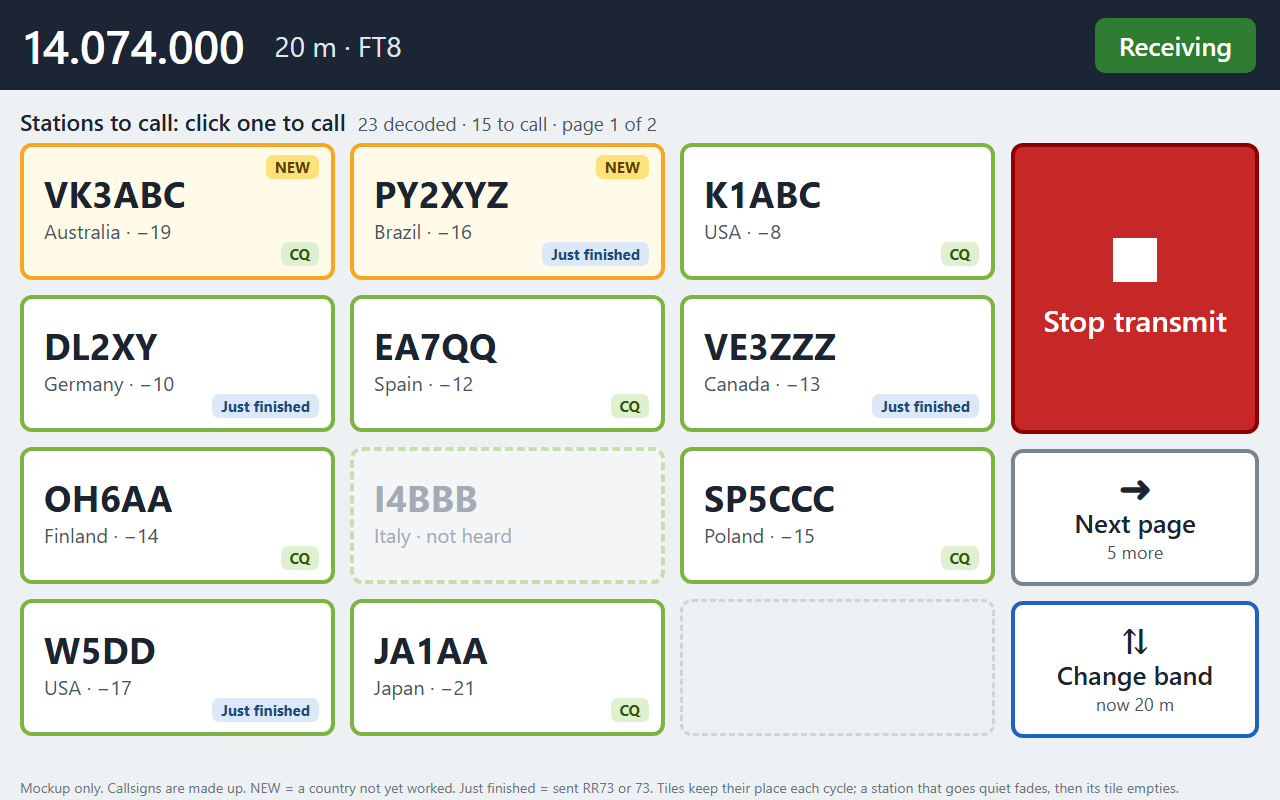 14.074.000 20 m · FT8 Receiving
Stations to call: click one to call 23 decoded · 15 to call · page 1 of 2
NEW
VK3ABC
Australia · −19
CQ
NEW
PY2XYZ
Brazil · −16
Just finished
K1ABC
USA · −8
CQ
Stop transmit
DL2XY
Germany · −10
Just finished
EA7QQ
Spain · −12
CQ
VE3ZZZ
Canada · −13
Just finished
OH6AA
Finland · −14
CQ
I4BBB
Italy · not heard
SP5CCC
Poland · −15
CQ
➜
Next page
5 more
W5DD
USA · −17
Just finished
JA1AA
Japan · −21
CQ
⇅
Change band
now 20 m
Mockup only. Callsigns are made up. NEW = a country not yet worked. Just finished = sent RR73 or 73. Tiles keep their place each cycle; a station that goes quiet fades, then its tile empties.